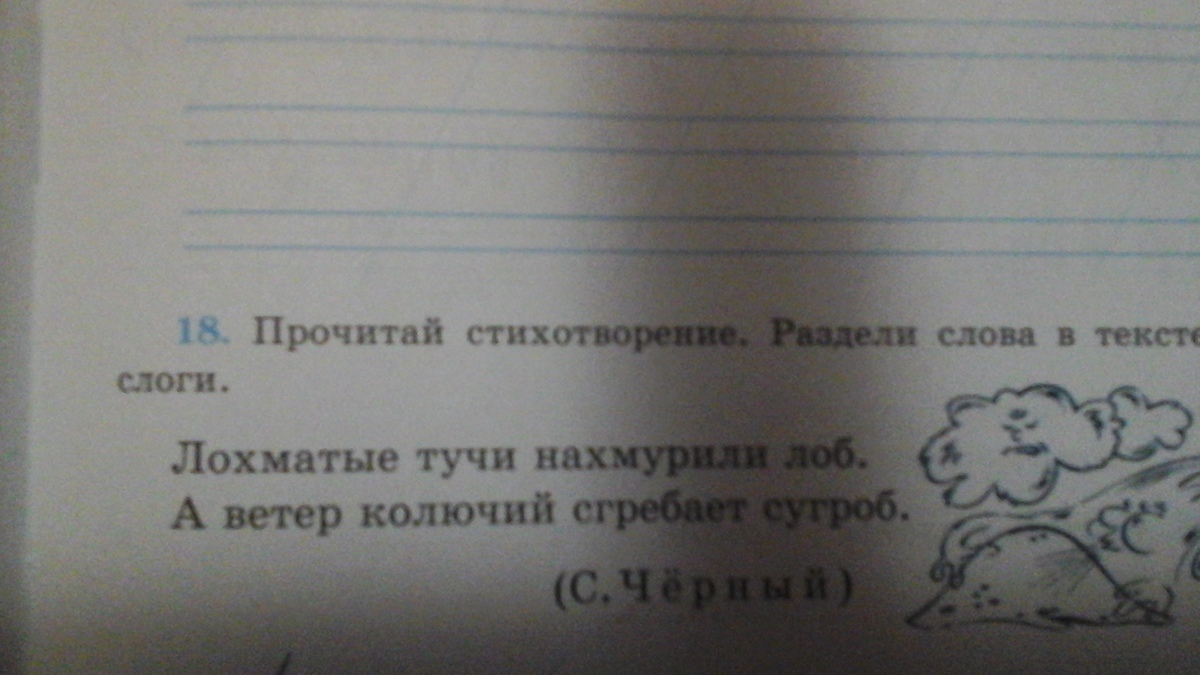 18. Прочитай стихотворение. Раздели слова в тексте
слоги.
Лохматые тучи нахмурили лоб.
А ветер колючий сгребает сугроб.
(С. Чёрный)